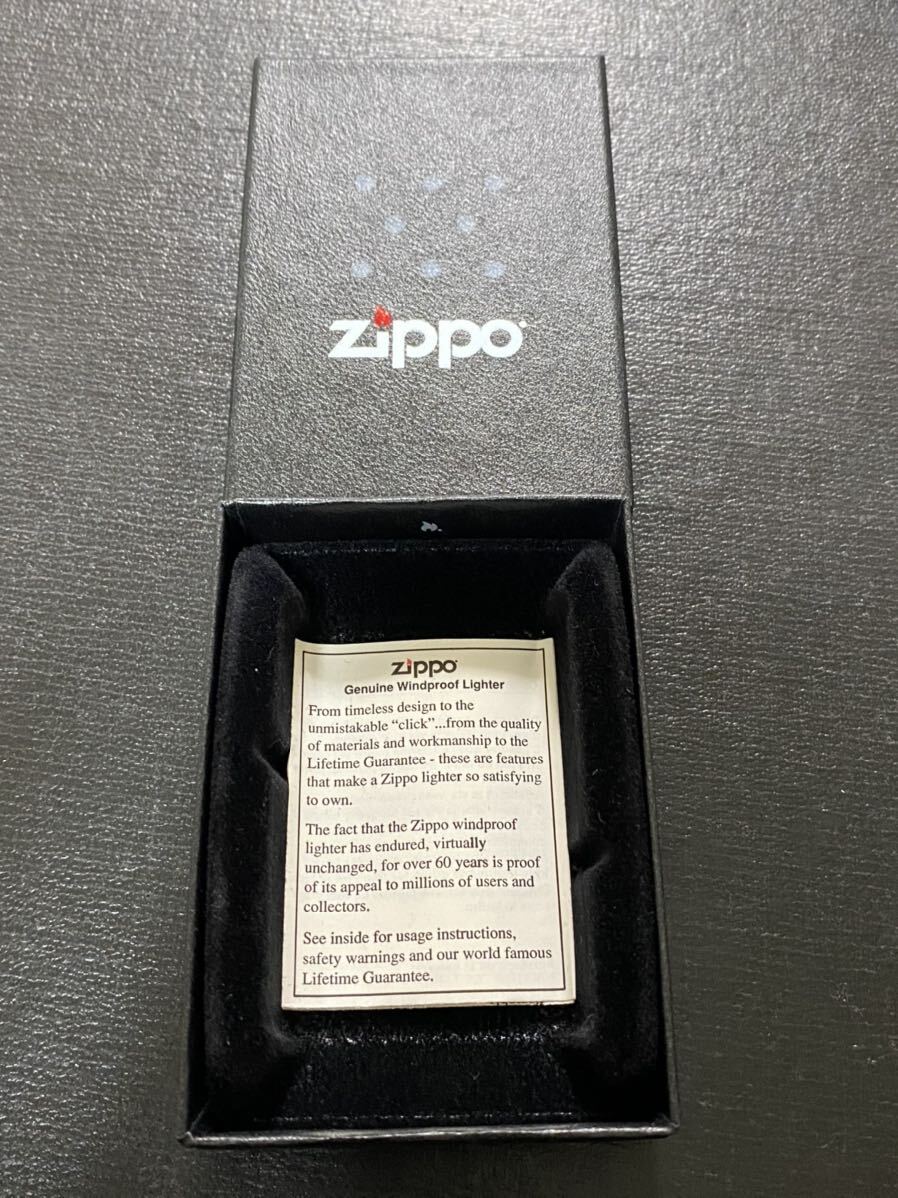 zippo
zippo
Genuine Windproof Lighter
From timeless design to the
unmistakable “click”...from the quality
of materials and workmanship to the
Lifetime Guarantee - these are features
that make a Zippo lighter so satisfying
to own.
The fact that the Zippo windproof
lighter has endured, virtually
unchanged, for over 60 years is proof
of its appeal to millions of users and
collectors.
See inside for usage instructions,
safety warnings and our world famous
Lifetime Guarantee.